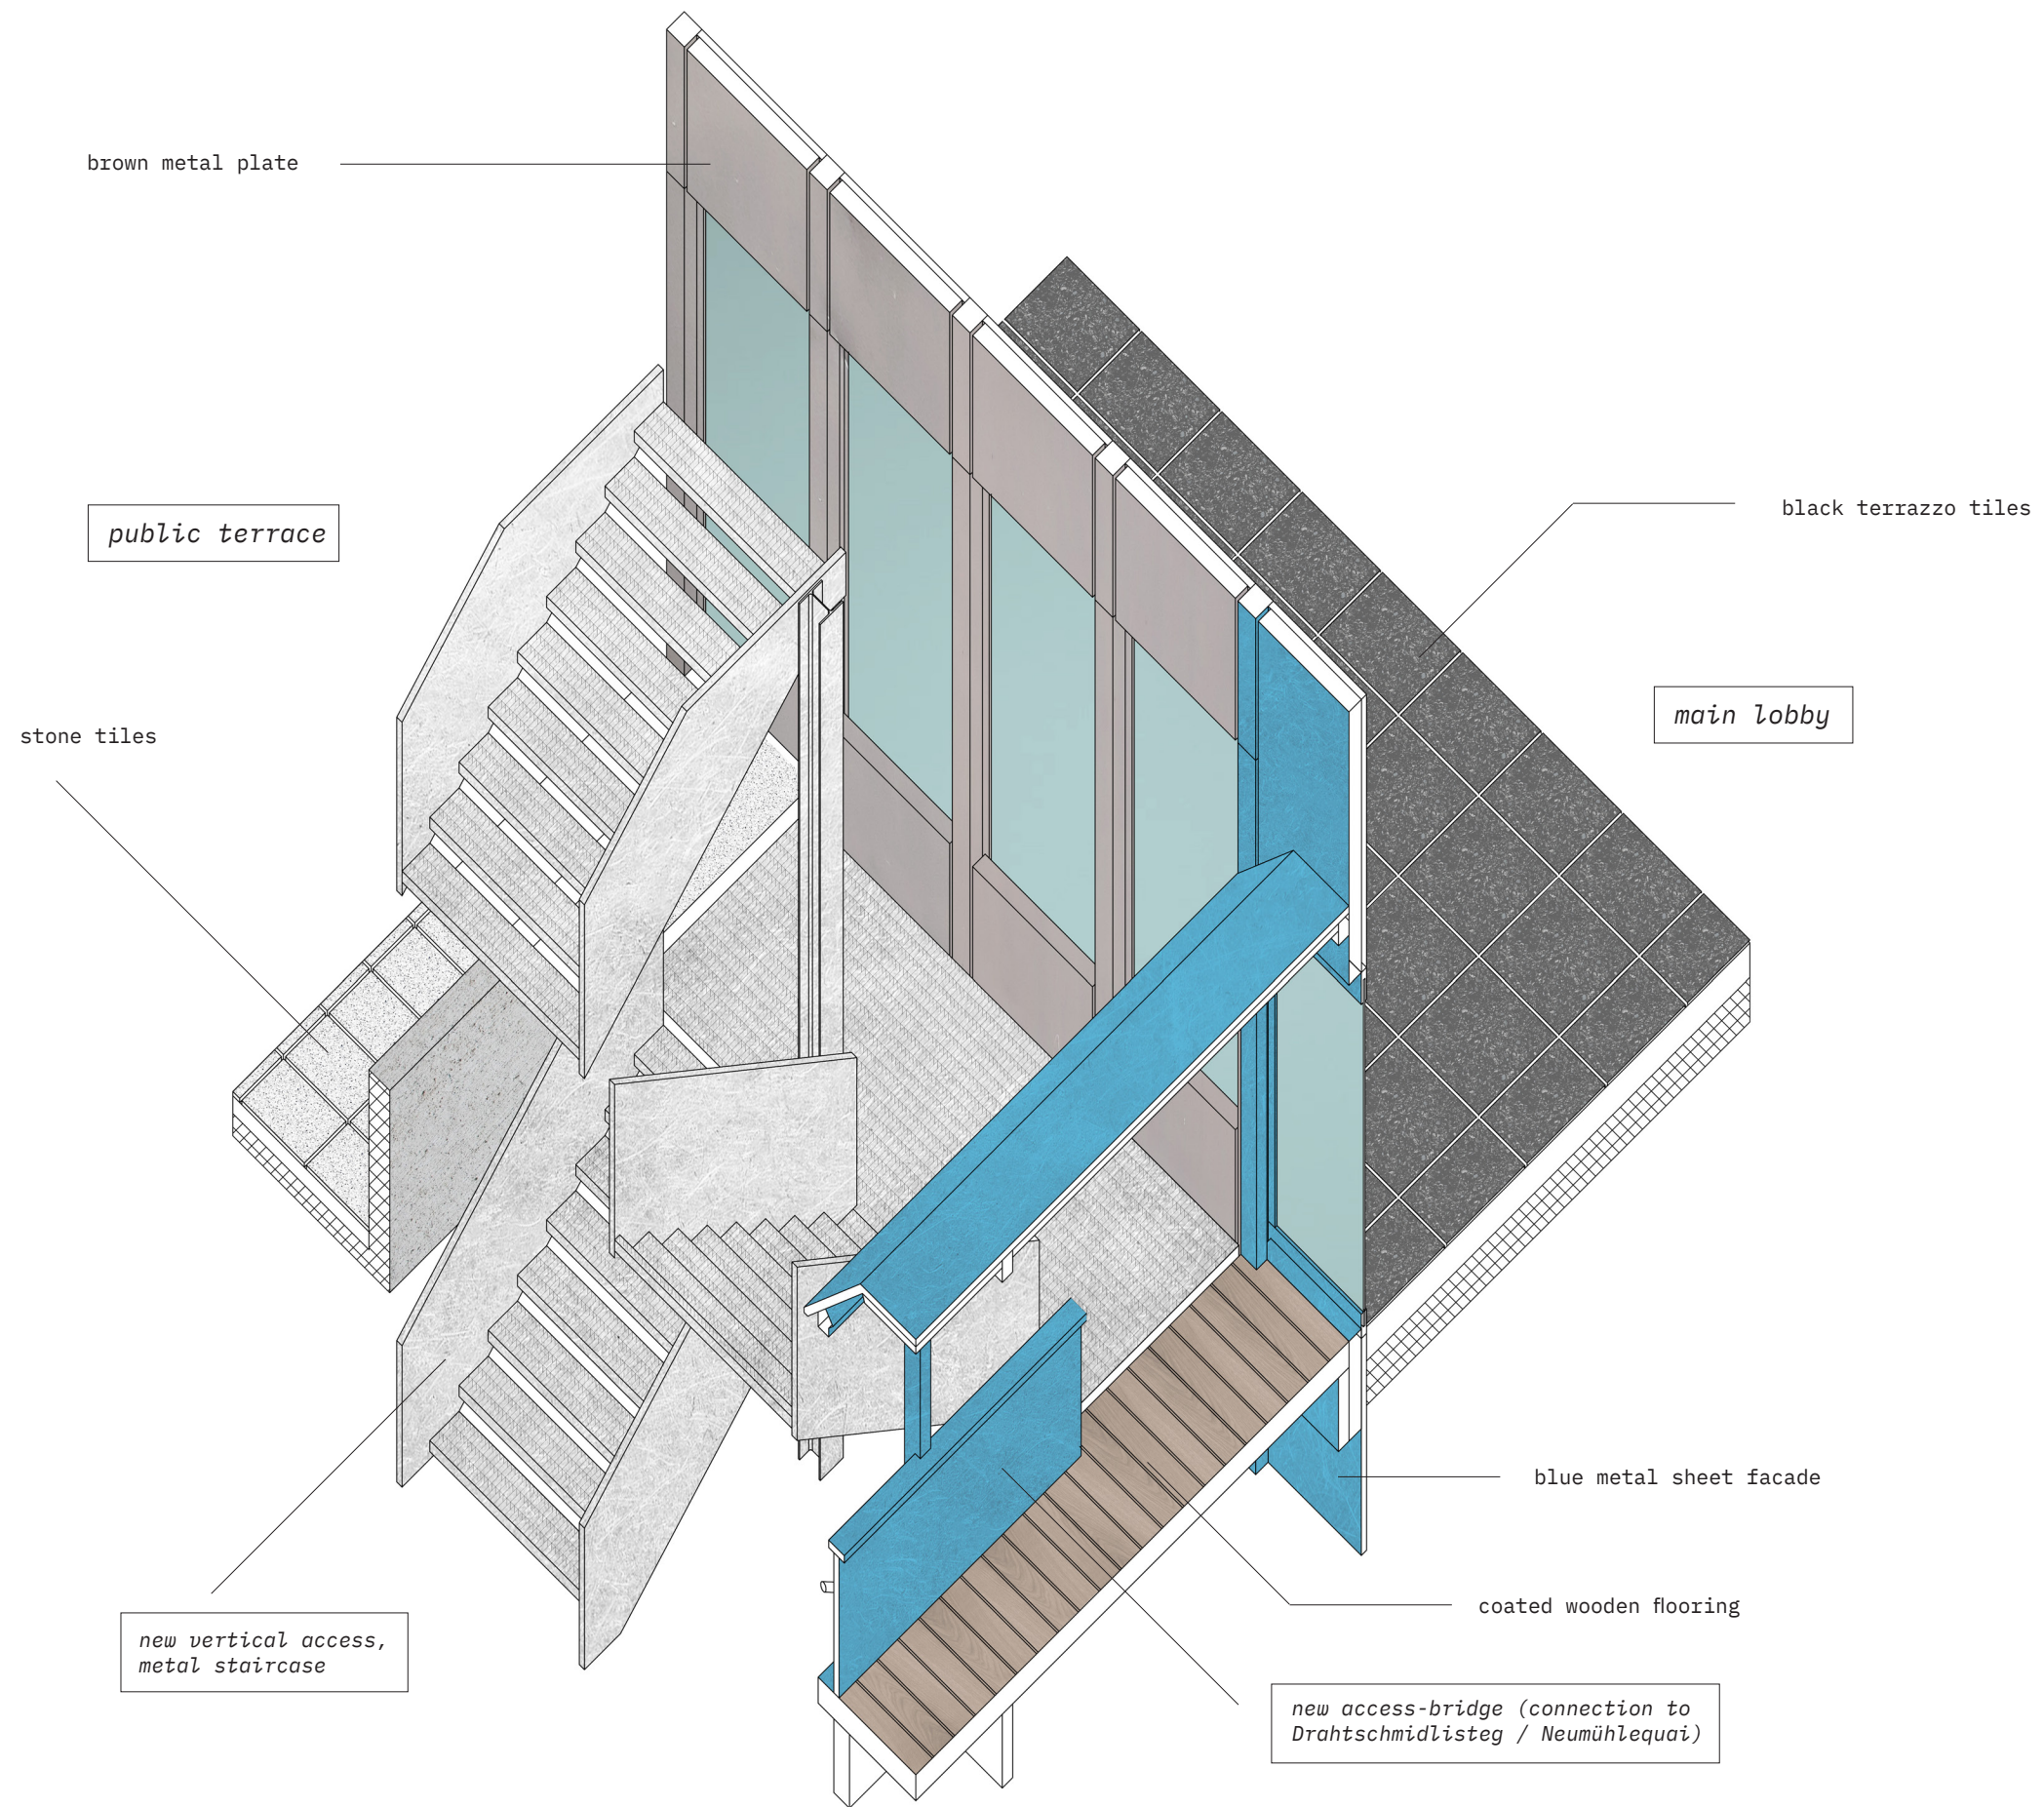 brown metal plate
public terrace
black terrazzo tiles
main lobby
stone tiles
blue metal sheet facade
coated wooden flooring
new vertical access,
metal staircase
new access-bridge (connection to
Drahtschmidlisteg / Neumühlequai)